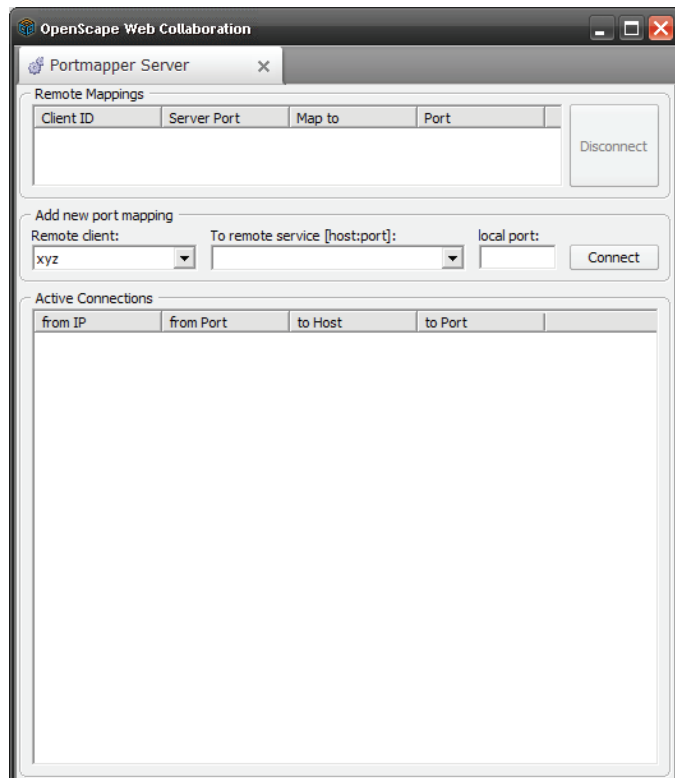 OpenScape Web Collaboration
Portmapper Server
Remote Mappings
Client ID Server Port Map to Port
Disconnect
Add new port mapping
Remote client: To remote service [host:port]: local port:
xyz Connect
Active Connections
from IP from Port to Host to Port